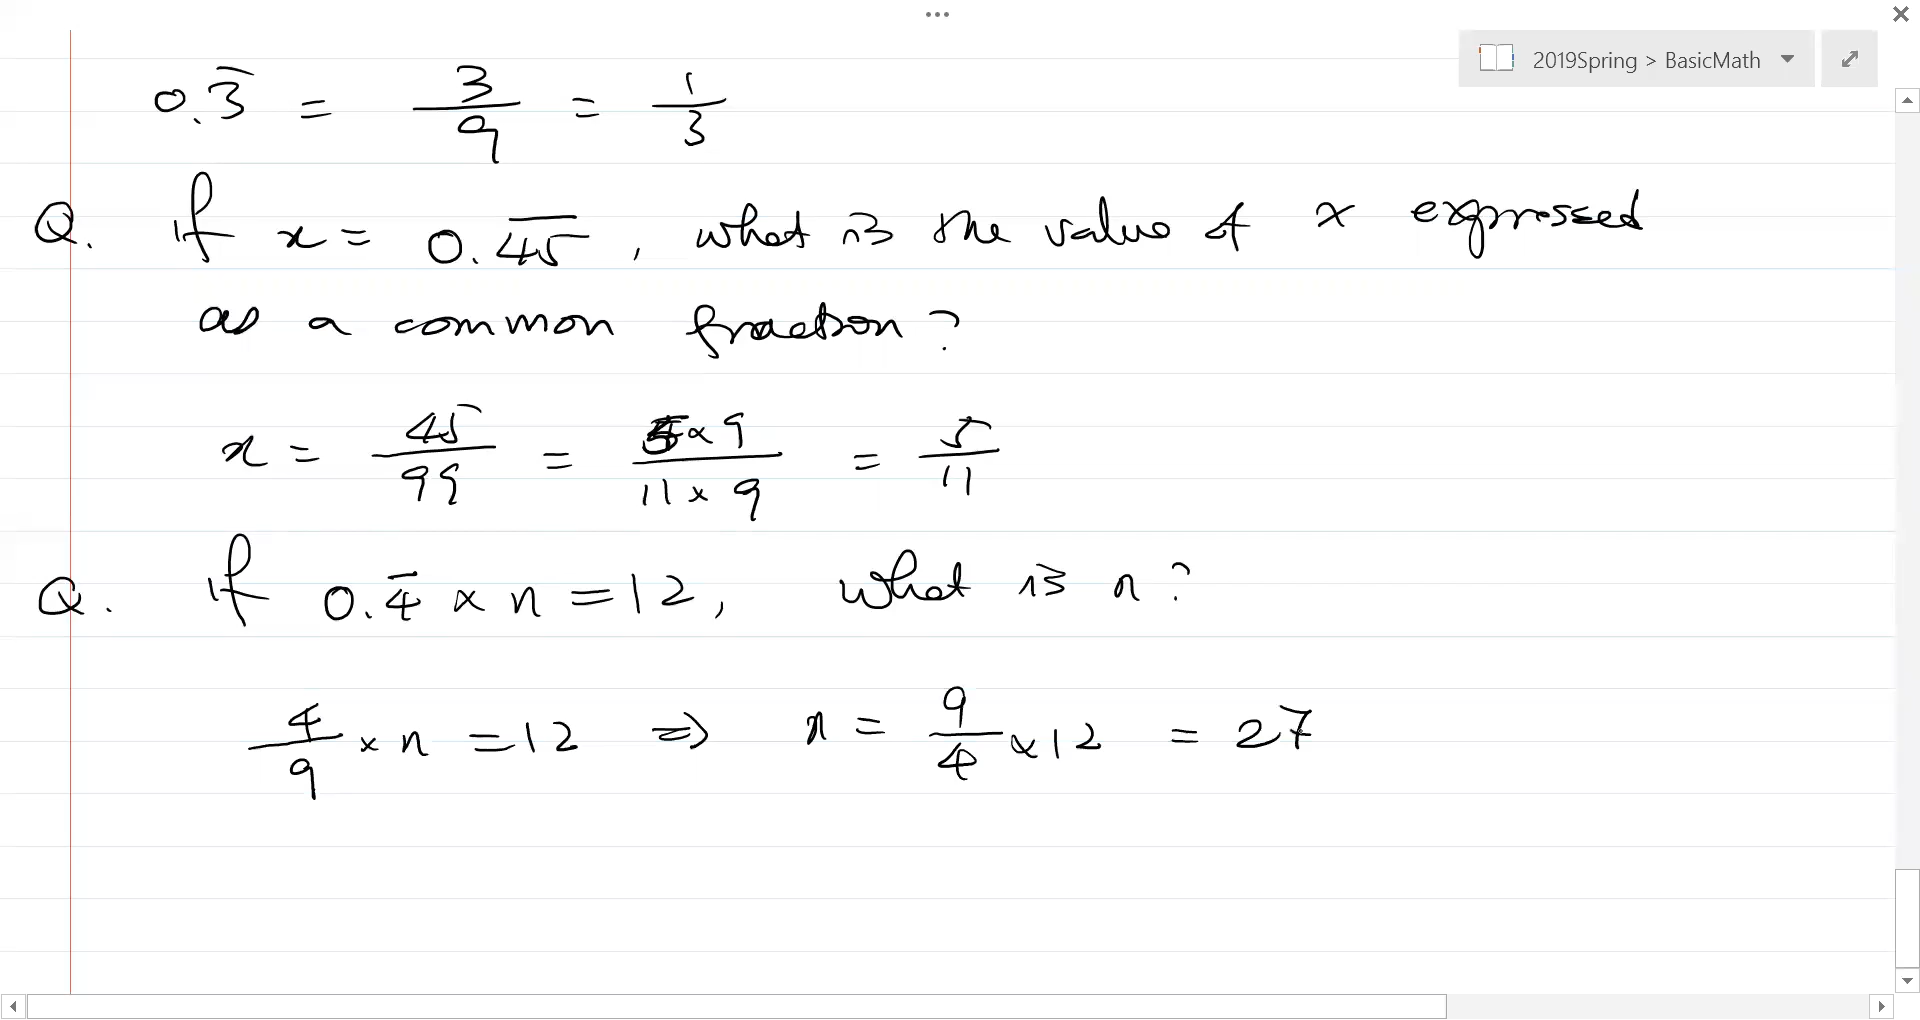 2019Spring > BasicMath
0.3̅ = 3/9 = 1/3
Q. If x = 0.4̅5̅, what is the value of x expressed
as a common fraction?
x = 45/99 = 5×9/11×9 = 5/11
Q. If 0.4̅ × n = 12, what is n?
4/9 × n = 12 ⇒ n = 9/4 × 12 = 27